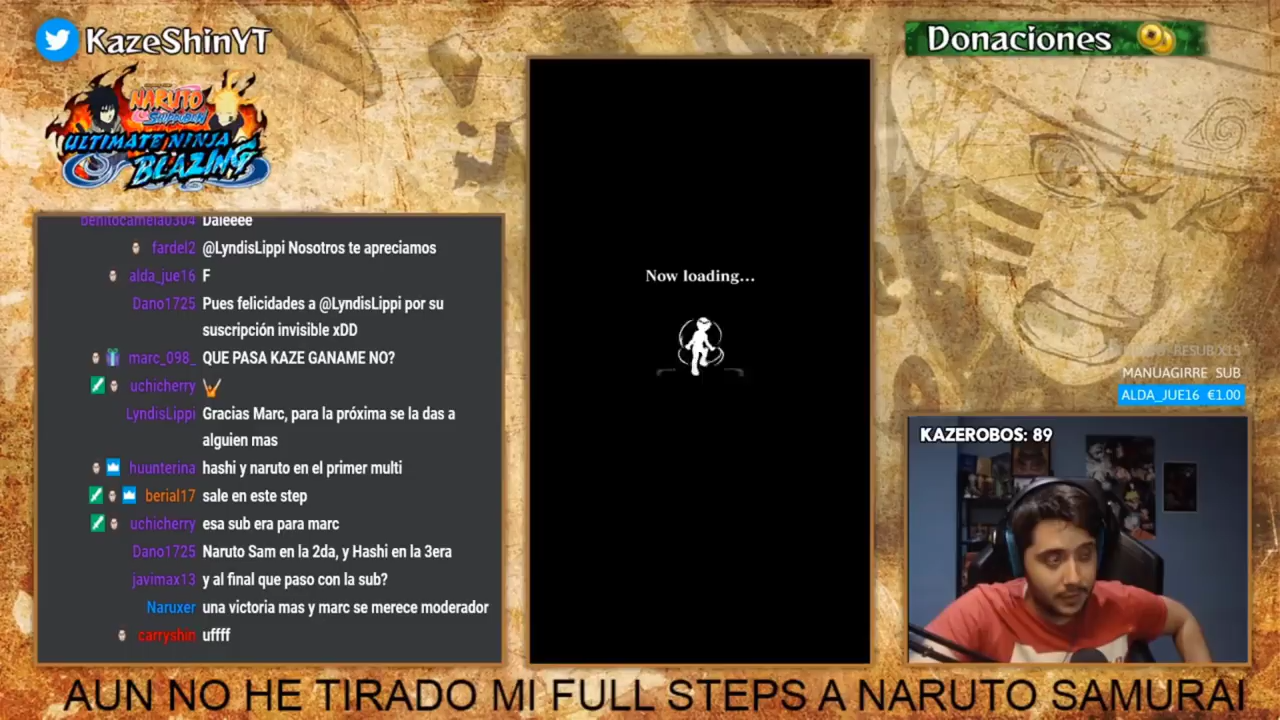 KazeShinYT
Donaciones
NARUTO
SHIPPUDEN
ULTIMATE NINJA
BLAZING
benitocamela0304 Daleeee
fardel2 @LyndisLippi Nosotros te apreciamos
alda_jue16 F
Dano1725 Pues felicidades a @LyndisLippi por su
suscripción invisible xDD
marc_098_ QUE PASA KAZE GANAME NO?
uchicherry
LyndisLippi Gracias Marc, para la próxima se la das a
alguien mas
huunterina hashi y naruto en el primer multi
berial17 sale en este step
uchicherry esa sub era para marc
Dano1725 Naruto Sam en la 2da, y Hashi en la 3era
javimax13 y al final que paso con la sub?
Naruxer una victoria mas y marc se merece moderador
carryshin uffff
Now loading...
RESUB X15
MANUAGIRRE SUB
ALDA_JUE16 €1.00
KAZEROBOS: 89
AUN NO HE TIRADO MI FULL STEPS A NARUTO SAMURAI